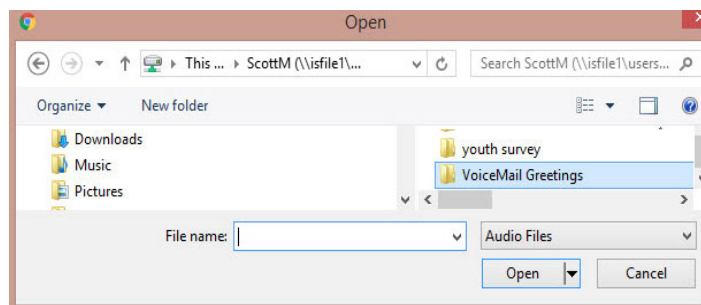 Open
This ... ScottM (\\isfile1\...
Search ScottM (\\isfile1\users...
Organize
New folder
Downloads
Music
Pictures
youth survey
VoiceMail Greetings
File name:
Audio Files
Open
Cancel